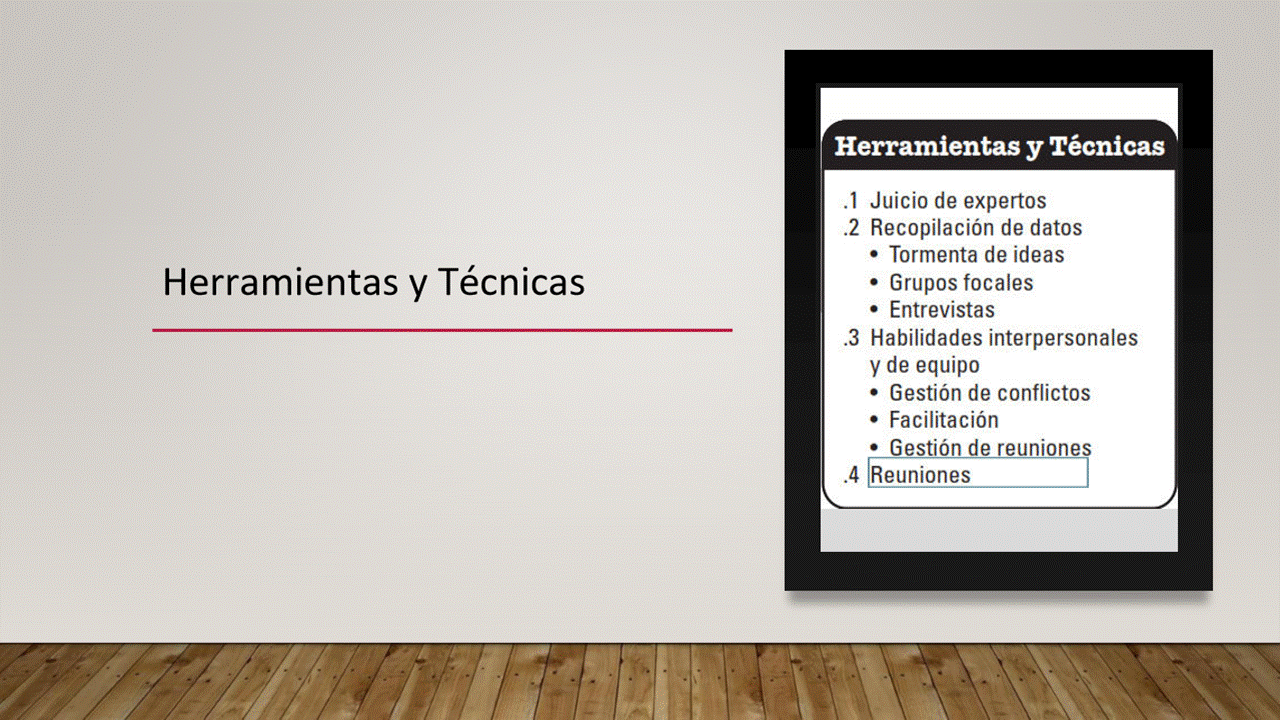 Herramientas y Técnicas
Herramientas y Técnicas
.1 Juicio de expertos
.2 Recopilación de datos
• Tormenta de ideas
• Grupos focales
• Entrevistas
.3 Habilidades interpersonales
y de equipo
• Gestión de conflictos
• Facilitación
• Gestión de reuniones
.4 Reuniones